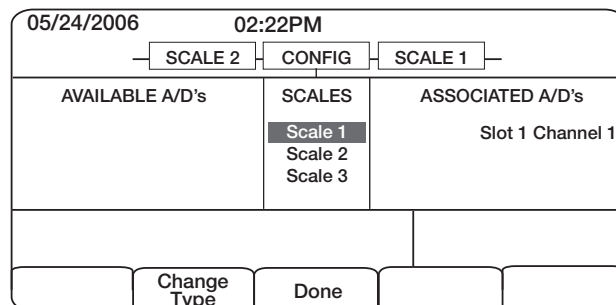 05/24/2006 02:22PM
SCALE 2 CONFIG SCALE 1
AVAILABLE A/D's SCALES ASSOCIATED A/D's
Scale 1 Slot 1 Channel 1
Scale 2
Scale 3
Change
Type Done